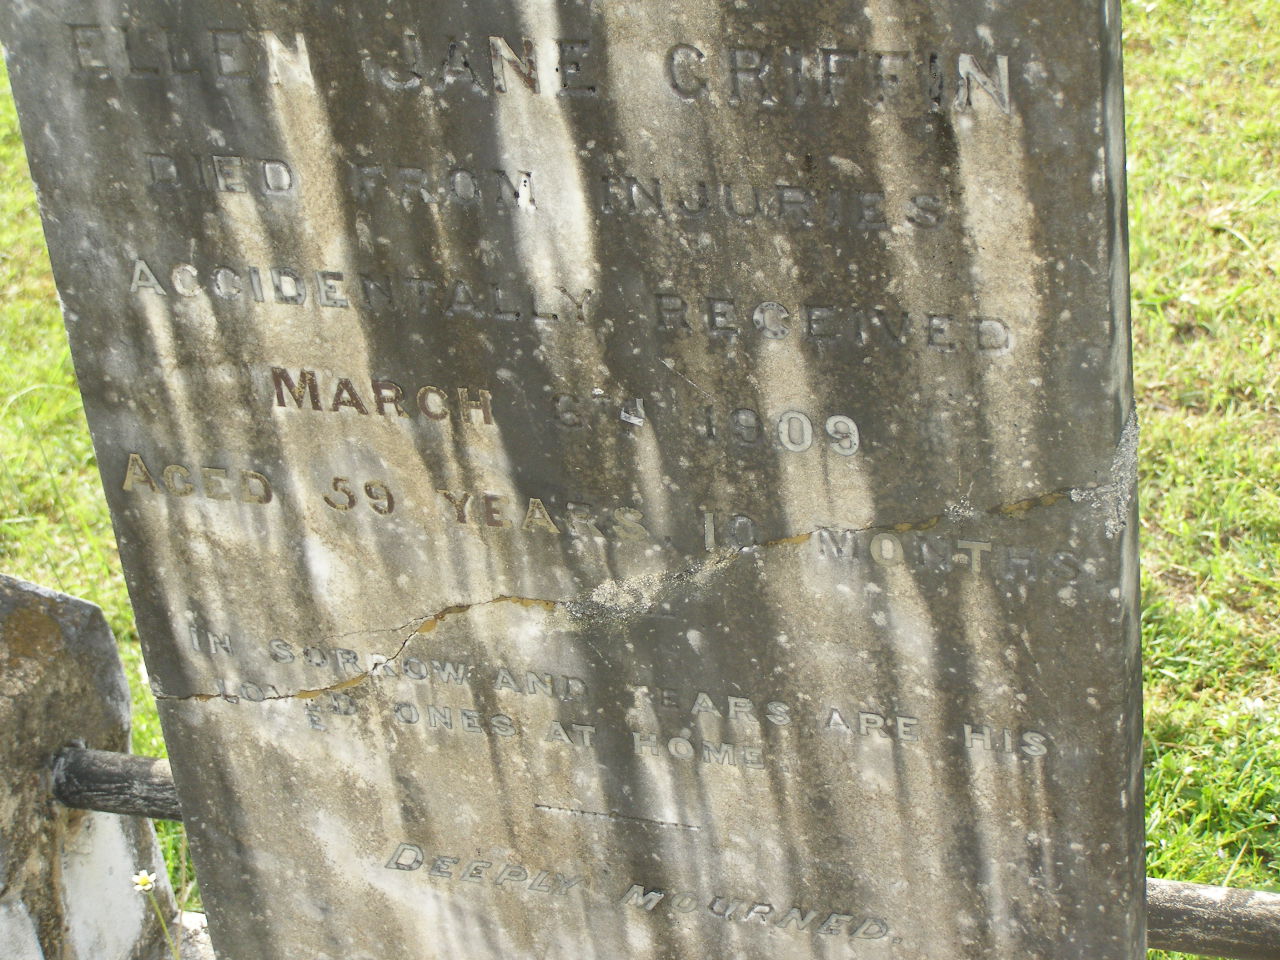 ELLEN JANE GRIFFIN
DIED FROM INJURIES
ACCIDENTALLY RECEIVED
MARCH 1909
AGED 59 YEARS 10 MONTHS
IN SORROW AND TEARS ARE HIS
LOVED ONES AT HOME
DEEPLY MOURNED.